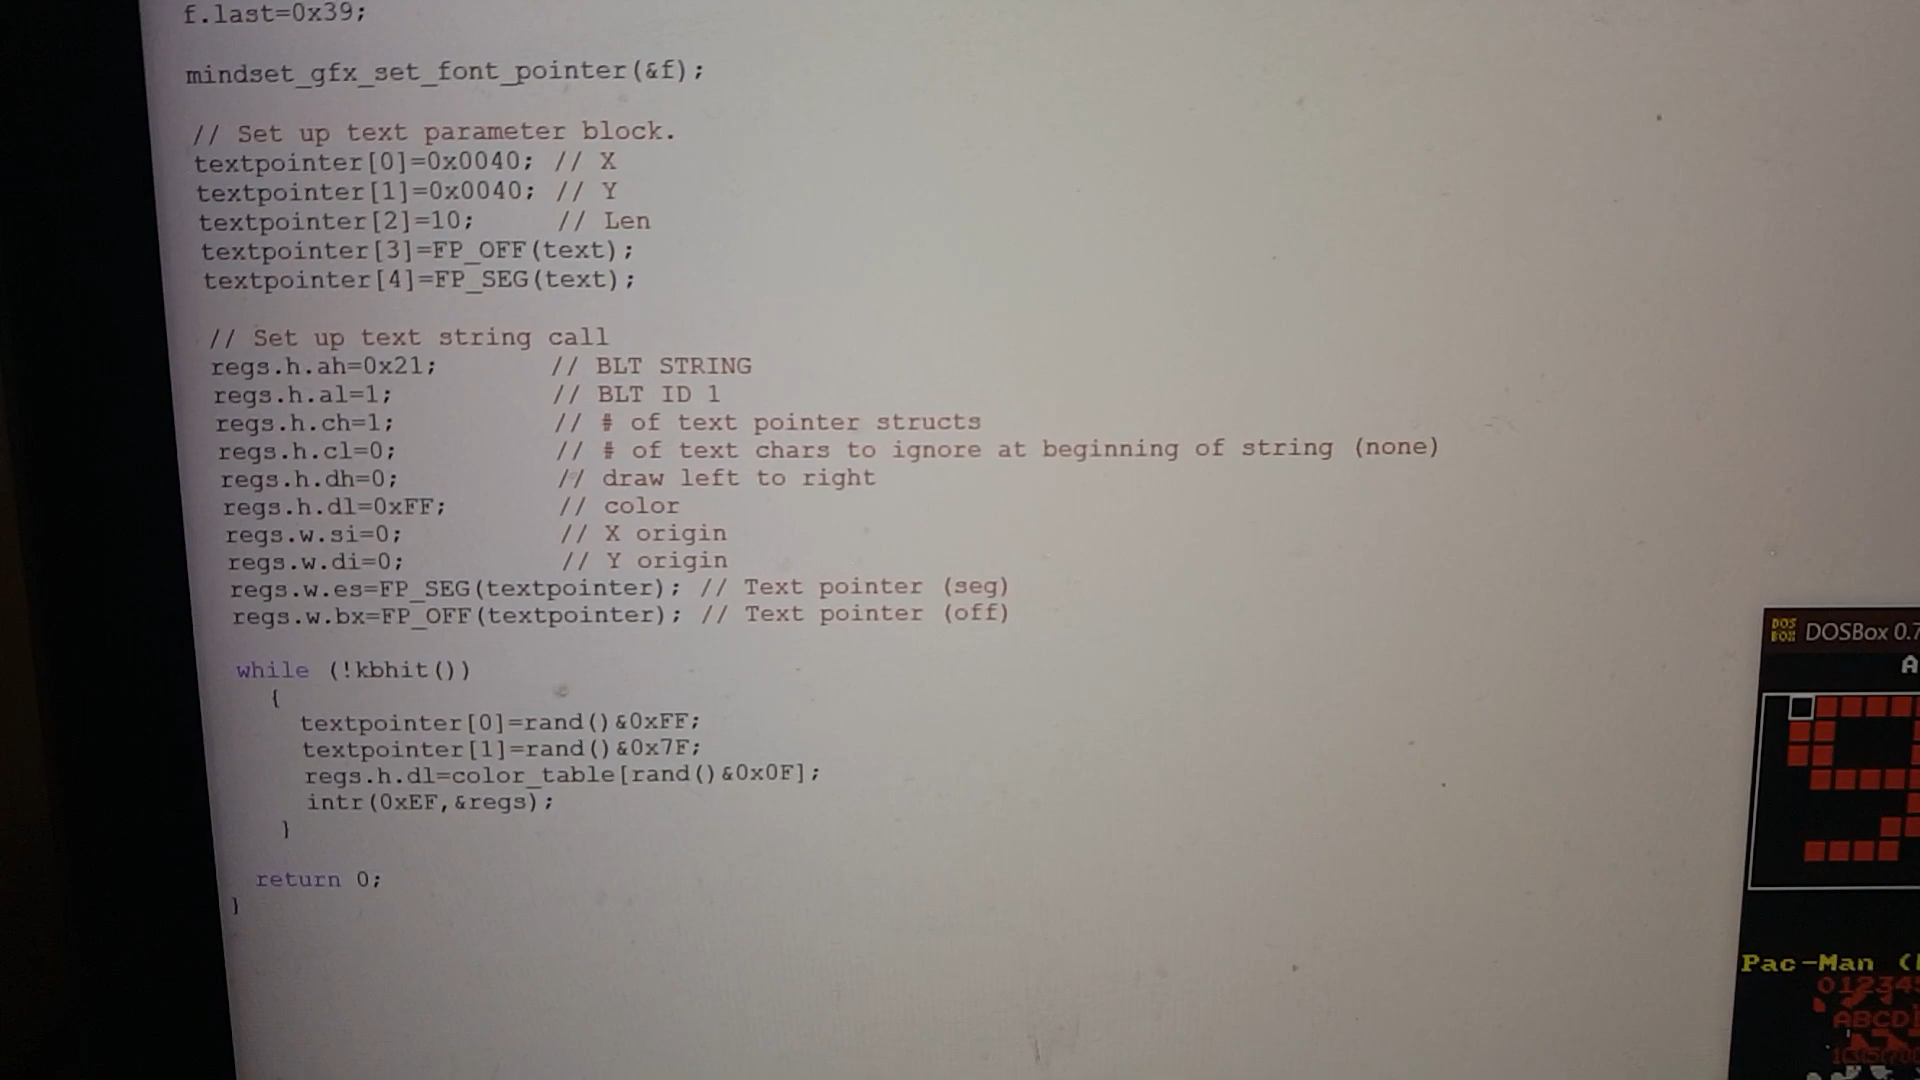 f.last=0x39;
mindset_gfx_set_font_pointer(&f);
// Set up text parameter block.
textpointer[0]=0x0040; // X
textpointer[1]=0x0040; // Y
textpointer[2]=10;     // Len
textpointer[3]=FP_OFF(text);
textpointer[4]=FP_SEG(text);
// Set up text string call
regs.h.ah=0x21;       // BLT STRING
regs.h.al=1;          // BLT ID 1
regs.h.ch=1;          // # of text pointer structs
regs.h.cl=0;          // # of text chars to ignore at beginning of string (none)
regs.h.dh=0;          // draw left to right
regs.h.dl=0xFF;       // color
regs.w.si=0;          // X origin
regs.w.di=0;          // Y origin
regs.w.es=FP_SEG(textpointer); // Text pointer (seg)
regs.w.bx=FP_OFF(textpointer); // Text pointer (off)
while (!kbhit())
{
textpointer[0]=rand()&0xFF;
textpointer[1]=rand()&0x7F;
regs.h.dl=color_table[rand()&0x0F];
intr(0xEF,&regs);
}
return 0;
}
DOS BOX DOSBox 0.7
A
Pac-Man (
012345
ABCD